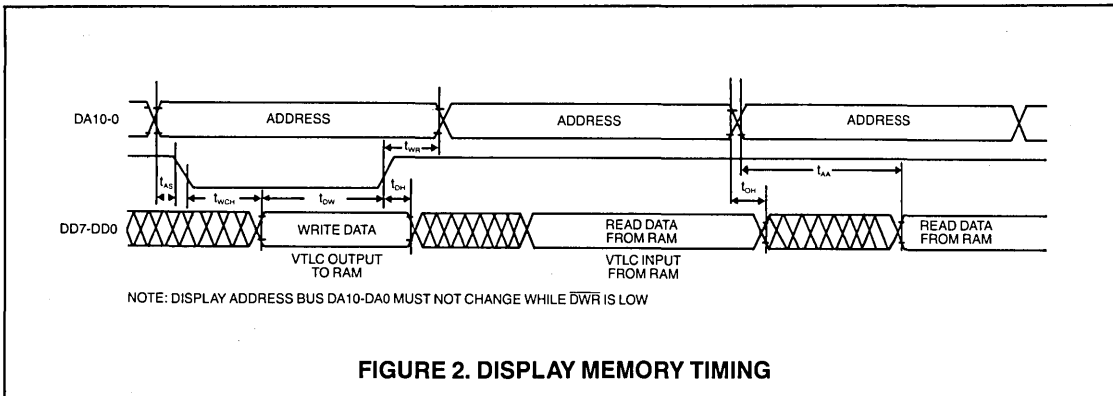 DA10-0
ADDRESS
ADDRESS
ADDRESS
tWR
tAS
tWCH
tDW
tDH
tOH
tAA
DD7-DD0
WRITE DATA
READ DATA
FROM RAM
READ DATA
FROM RAM
VTLC OUTPUT
TO RAM
VTLC INPUT
FROM RAM
NOTE: DISPLAY ADDRESS BUS DA10-DA0 MUST NOT CHANGE WHILE DWR IS LOW
FIGURE 2. DISPLAY MEMORY TIMING